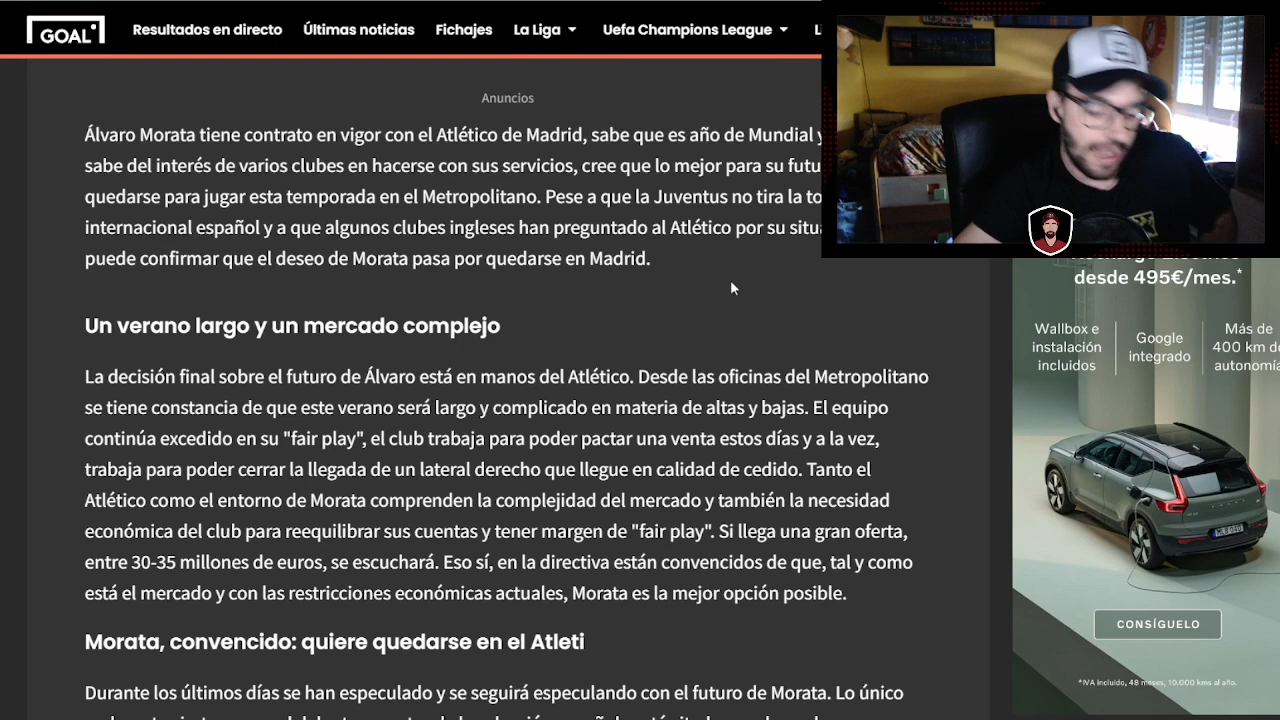 GOAL
Resultados en directo Últimas noticias Fichajes La Liga Uefa Champions League
Anuncios
Álvaro Morata tiene contrato en vigor con el Atlético de Madrid, sabe que es año de Mundial
sabe del interés de varios clubes en hacerse con sus servicios, cree que lo mejor para su
quedarse para jugar esta temporada en el Metropolitano. Pese a que la Juventus no tira la
internacional español y a que algunos clubes ingleses han preguntado al Atlético por su
puede confirmar que el deseo de Morata pasa por quedarse en Madrid.
Un verano largo y un mercado complejo
La decisión final sobre el futuro de Álvaro está en manos del Atlético. Desde las oficinas del Metropolitano
se tiene constancia de que este verano será largo y complicado en materia de altas y bajas. El equipo
continúa excedido en su "fair play", el club trabaja para poder pactar una venta estos días y a la vez,
trabaja para poder cerrar la llegada de un lateral derecho que llegue en calidad de cedido. Tanto el
Atlético como el entorno de Morata comprenden la complejidad del mercado y también la necesidad
económica del club para reequilibrar sus cuentas y tener margen de "fair play". Si llega una gran oferta,
entre 30-35 millones de euros, se escuchará. Eso sí, en la directiva están convencidos de que, tal y como
está el mercado y con las restricciones económicas actuales, Morata es la mejor opción posible.
Morata, convencido: quiere quedarse en el Atleti
Durante los últimos días se han especulado y se seguirá especulando con el futuro de Morata. Lo único
desde 495€/mes.*
Wallbox e
instalación
incluidos
Google
integrado
Más de
400 km de
autonomía
CONSÍGUELO
*IVA Incluido, 48 meses, 10.000 kms al año.